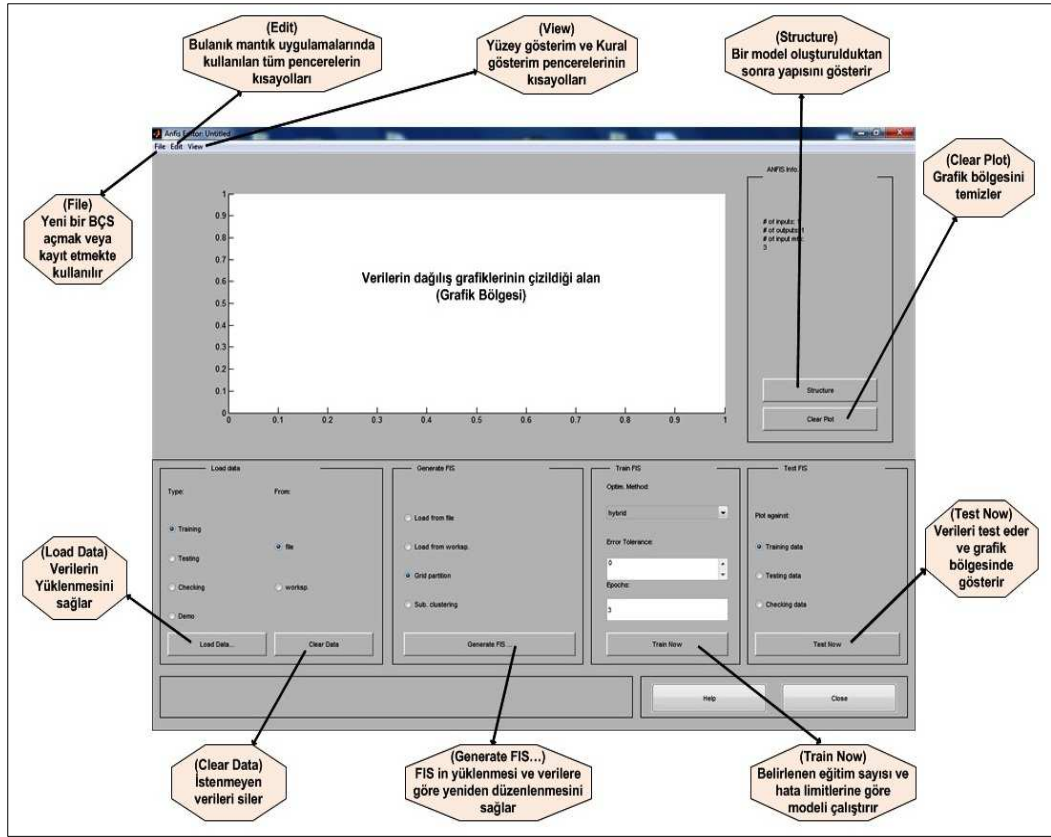 (Edit)
Bulanık mantık uygulamalarında
kullanılan tüm pencerelerin
kısayolları
(View)
Yüzey gösterim ve Kural
gösterim pencerelerinin
kısayolları
(Structure)
Bir model oluşturulduktan
sonra yapısını gösterir
(Clear Plot)
Grafik bölgesini
temizler
(File)
Yeni bir BÇS
açmak veya
kayıt etmekte
kullanılır
Anfis Editor: Untitled
File Edit View
1
0.9
0.8
0.7
0.6
0.5
0.4
0.3
0.2
0.1
0
0 0.1 0.2 0.3 0.4 0.5 0.6 0.7 0.8 0.9 1
Verilerin dağılış grafiklerinin çizildiği alan
(Grafik Bölgesi)
ANFIS Info.
# of inputs: 1
# of outputs: 1
# of input mfs:
3
Structure
Clear Plot
Load data
Type:
From:
Training
Testing
Checking
Demo
file
worksp.
Load Data...
Clear Data
Generate FIS
Load from file
Load from worksp.
Grid partition
Sub. clustering
Generate FIS ...
Train FIS
Optim. Method:
hybrid
Error Tolerance:
0
Epochs:
3
Train Now
Test FIS
Plot against:
Training data
Testing data
Checking data
Test Now
Help
Close
(Load Data)
Verilerin
Yüklenmesini
sağlar
(Test Now)
Verileri test eder
ve grafik
bölgesinde
gösterir
(Clear Data)
İstenmeyen
verileri siler
(Generate FIS…)
FIS in yüklenmesi ve verilere
göre yeniden düzenlenmesini
sağlar
(Train Now)
Belirlenen eğitim sayısı ve
hata limitlerine göre
modeli çalıştırır